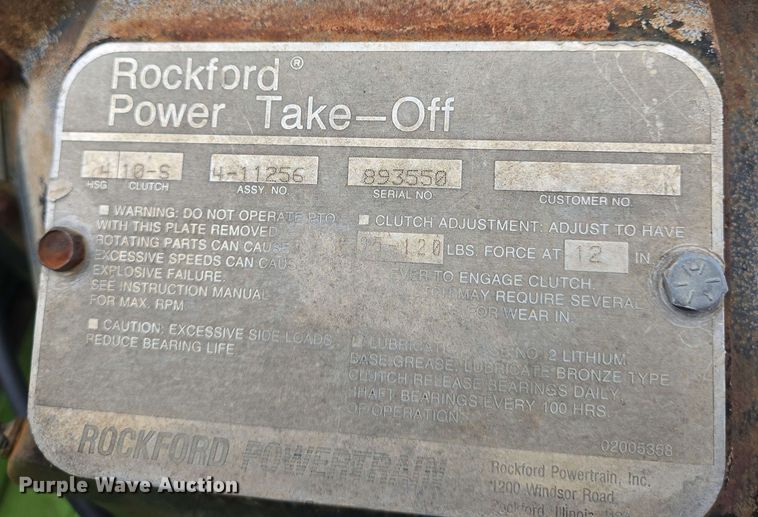 Rockford®
Power Take-Off
4 10-S 4-11256 893550
HSG CLUTCH ASSY. NO. SERIAL NO. CUSTOMER NO.
■ WARNING: DO NOT OPERATE PTO
WITH THIS PLATE REMOVED.
ROTATING PARTS CAN CAUSE
EXCESSIVE SPEEDS CAN CAUSE
EXPLOSIVE FAILURE.
SEE INSTRUCTION MANUAL
FOR MAX. RPM
■ CAUTION: EXCESSIVE SIDE LOADS
REDUCE BEARING LIFE.
■ CLUTCH ADJUSTMENT: ADJUST TO HAVE
120 LBS. FORCE AT 12 IN.
TO ENGAGE CLUTCH.
MAY REQUIRE SEVERAL
OR WEAR IN.
NO. 2 LITHIUM
BASE GREASE. LUBRICATE BRONZE TYPE
CLUTCH RELEASE BEARINGS DAILY,
BEARINGS EVERY 100 HRS.
OF OPERATION.
02005358
ROCKFORD POWERTRAIN
Rockford Powertrain, Inc.
1200 Windsor Road
Rockford, Illinois
Purple Wave Auction